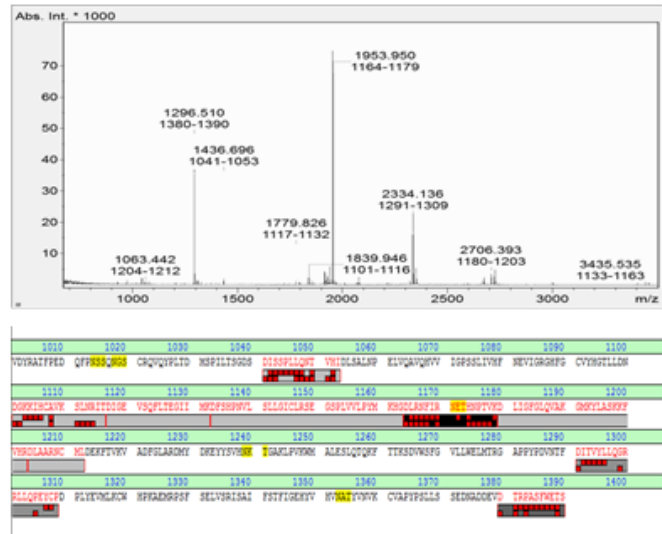 Abs. Int. * 1000
1953.950
1164-1179
1296.510
1380-1390
1436.696
1041-1053
2334.136
1291-1309
1779.826
1117-1132
2706.393
1180-1203
1063.442
1204-1212
1839.946
1101-1116
3435.535
1133-1163
70
60
50
40
30
20
10
1000 1500 2000 2500 3000 m/z
1010 1020 1030 1040 1050 1060 1070 1080 1090 1100
VDYRATFPED QFPNSSQNGS CRQVQYPLTD MSPILTSGDS DISSPLLQNT VHIDLSALNP ELVQAVQHVV IGPSSLIVHF NEVIGRGHFG CVYHGTLLDN
1110 1120 1130 1140 1150 1160 1170 1180 1190 1200
DGKKIHCAVK SLNRITDIGE VSQFLTEGII MKDFSHPNVL SLLGICLRSE GSPLVVLPYM KHGDLRNFIR NETHNPTVKD LIGFGLQVAK GMKYLASKKF
1210 1220 1230 1240 1250 1260 1270 1280 1290 1300
VHRDLAARNC MLDEKFTVKV ADFGLARDMY DKEYYSVHNK TGAKLPVKWM ALESLQTQKF TTKSDVWSFG VLLWELMTRG APPYPDVNTF DITVYLLQGR
1310 1320 1330 1340 1350 1360 1370 1380 1390 1400
RLLQPEYCPD PLYEVMLKCW HPKAEMRPSF SELVSRISAI FSTFIGEHYV HVNATYVNVK CVAPYPSLLS SEDNADDEVD TRPASFWETS